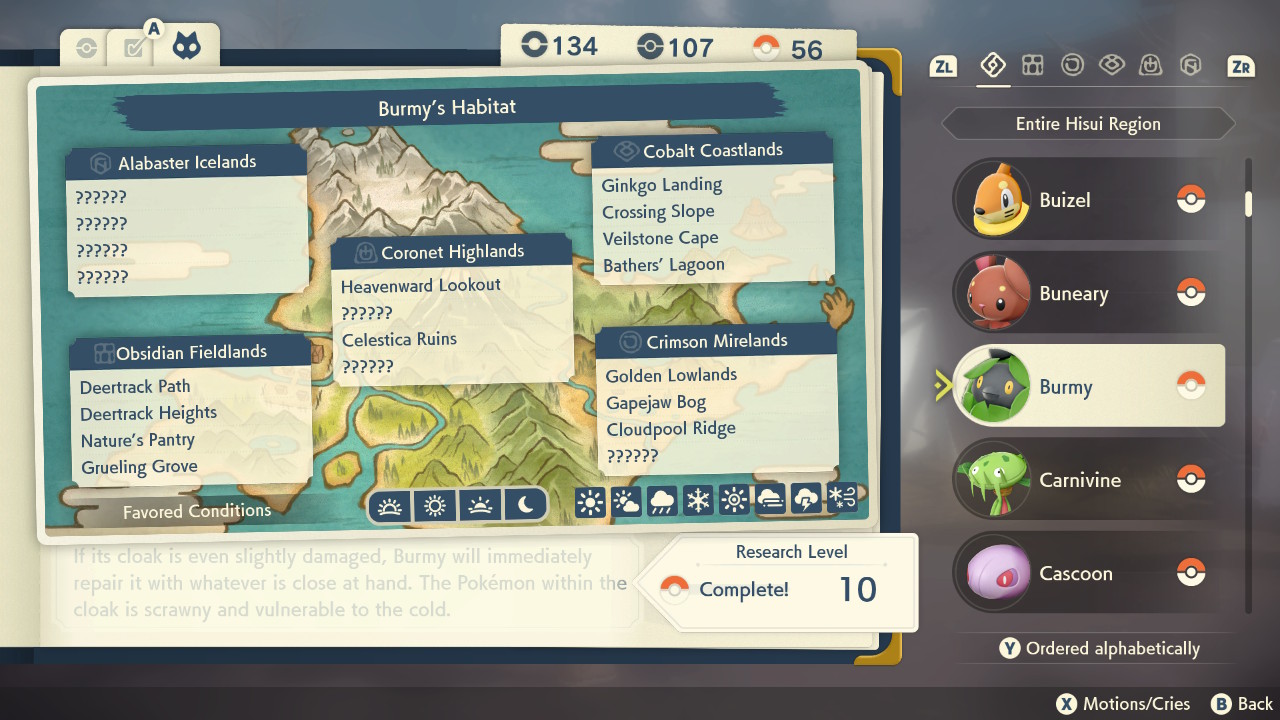 A
134
107
56
Burmy's Habitat
Alabaster Icelands
??????
??????
??????
??????
Cobalt Coastlands
Ginkgo Landing
Crossing Slope
Veilstone Cape
Bathers' Lagoon
Coronet Highlands
Heavenward Lookout
??????
Celestica Ruins
??????
Obsidian Fieldlands
Deertrack Path
Deertrack Heights
Nature's Pantry
Grueling Grove
Crimson Mirelands
Golden Lowlands
Gapejaw Bog
Cloudpool Ridge
??????
Favored Conditions
If its cloak is even slightly damaged, Burmy will immediately
repair it with whatever is close at hand. The Pokémon within the
cloak is scrawny and vulnerable to the cold.
Research Level
Complete! 10
ZL
ZR
Entire Hisui Region
Buizel
Buneary
Burmy
Carnivine
Cascoon
Y Ordered alphabetically
X Motions/Cries B Back